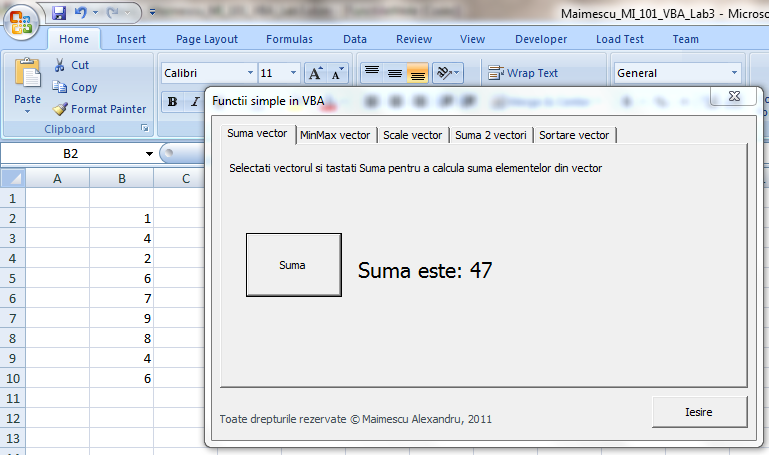 Maimescu_MI_101_VBA_Lab3 - Microsof
Home Insert Page Layout Formulas Data Review View Developer Load Test Team
Paste
Cut
Copy
Format Painter
Clipboard
Calibri 11 A A
B I
Wrap Text
General
B2
A B C
1
2 1
3 4
4 2
5 6
6 7
7 9
8 8
9 4
10 6
11
12
13
Functii simple in VBA
Suma vector MinMax vector Scale vector Suma 2 vectori Sortare vector
Selectati vectorul si tastati Suma pentru a calcula suma elementelor din vector
Suma
Suma este: 47
Toate drepturile rezervate © Maimescu Alexandru, 2011
Iesire